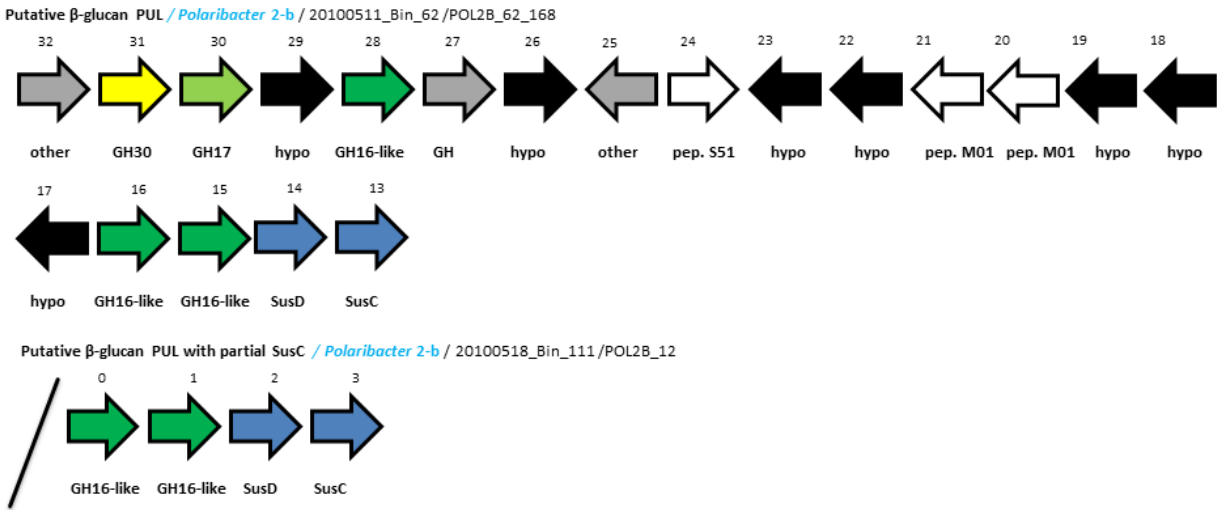 Putative β-glucan PUL / Polaribacter 2-b / 20100511_Bin_62 /POL2B_62_168
32 31 30 29 28 27 26 25 24 23 22 21 20 19 18
other GH30 GH17 hypo GH16-like GH hypo other pep. S51 hypo hypo pep. M01 pep. M01 hypo hypo
17 16 15 14 13
hypo GH16-like GH16-like SusD SusC
Putative β-glucan PUL with partial SusC / Polaribacter 2-b / 20100518_Bin_111 /POL2B_12
0 1 2 3
GH16-like GH16-like SusD SusC